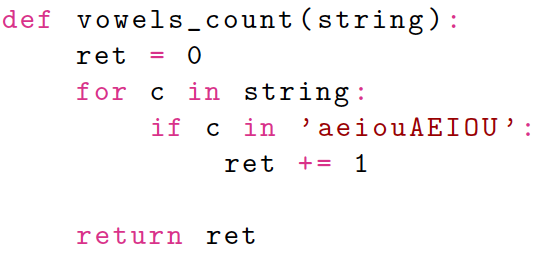 def vowels_count(string):
    ret = 0
    for c in string:
        if c in ’aeiouAEIOU’:
            ret += 1

    return ret